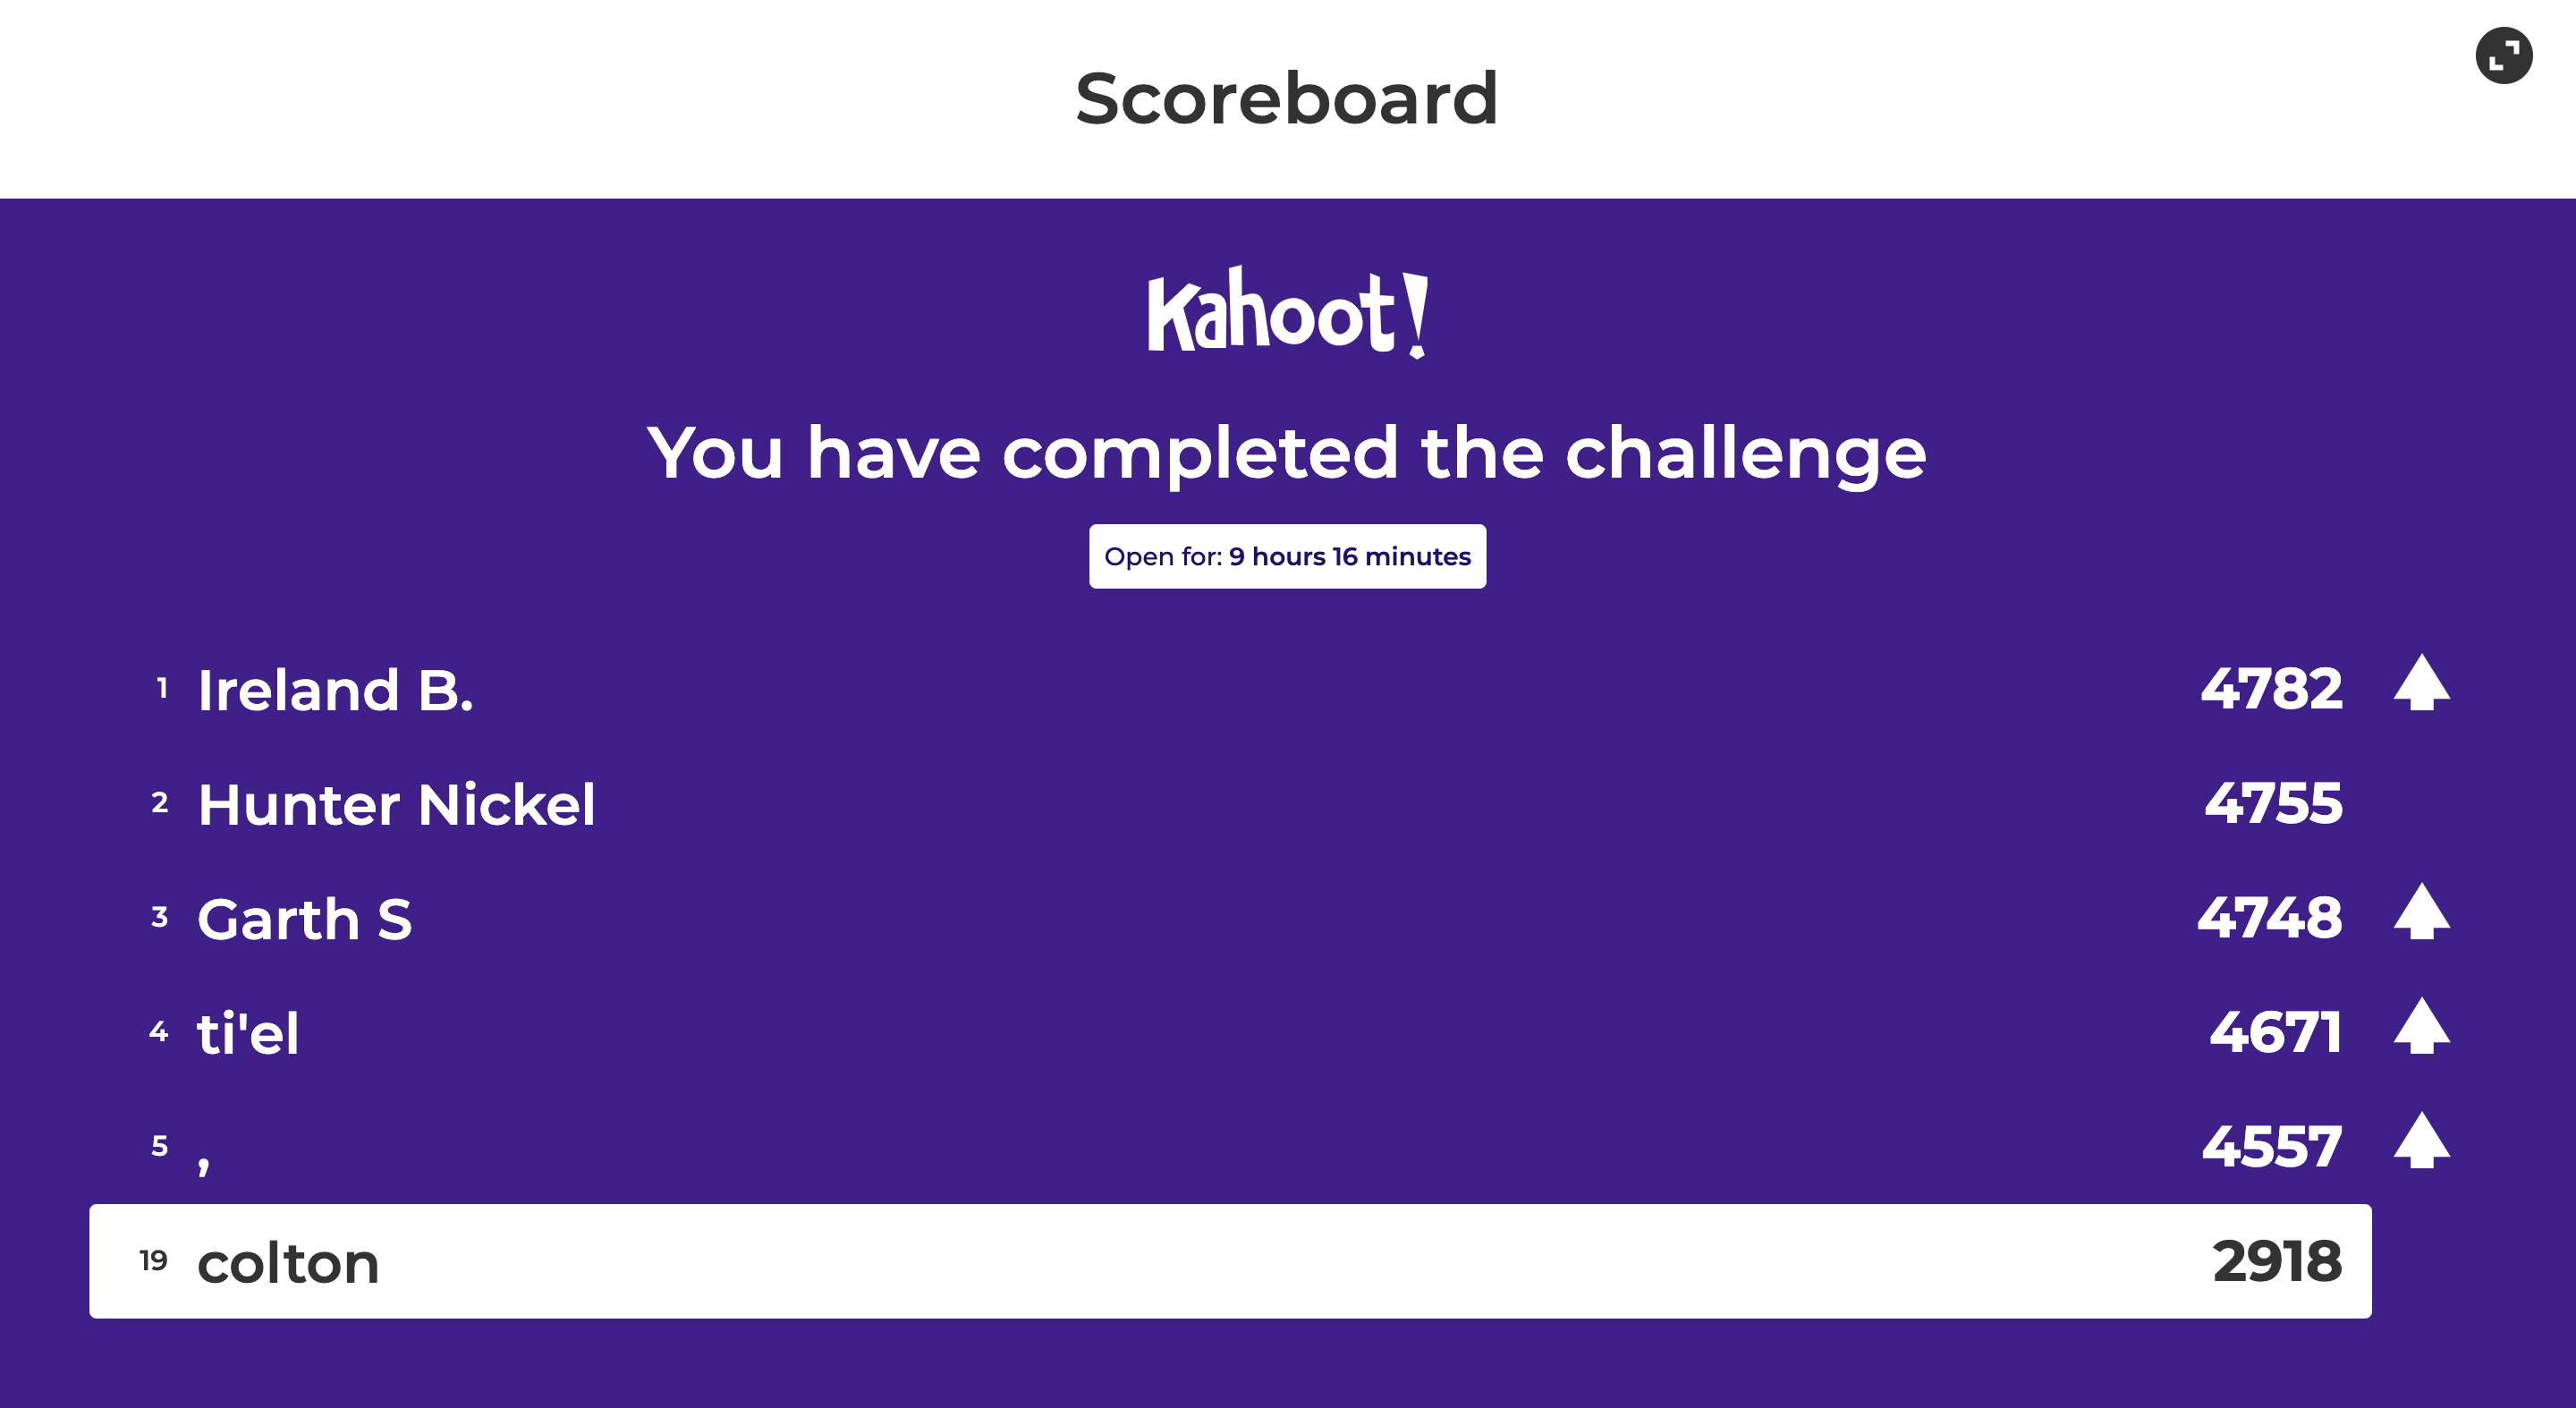 Scoreboard
Kahoot!
You have completed the challenge
Open for: 9 hours 16 minutes
1 Ireland B. 4782
2 Hunter Nickel 4755
3 Garth S 4748
4 ti'el 4671
5 , 4557
19 colton 2918